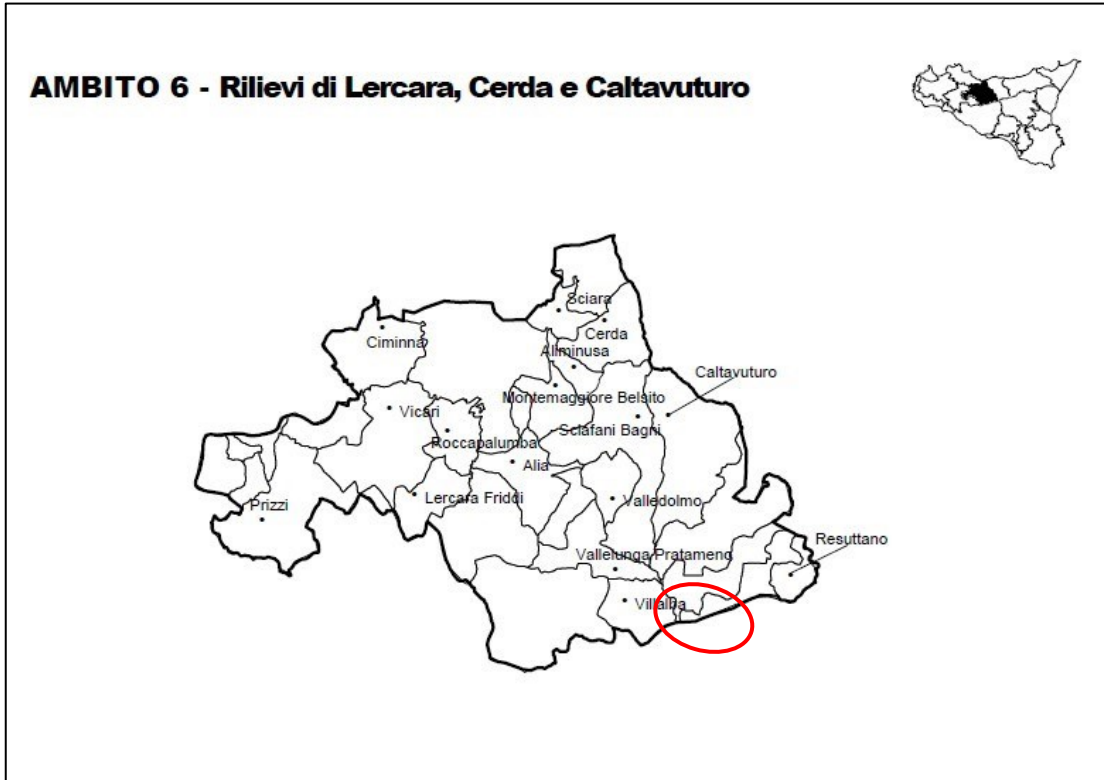 AMBITO 6 - Rilievi di Lercara, Cerda e Caltavuturo
Sciara
Cerda
Ciminna
Aliminusa
Caltavuturo
Montemaggiore Belsito
Vicari
Sclafani Bagni
Roccapalumba
Alia
Lercara Friddi
Valledolmo
Prizzi
Resuttano
Vallelunga Pratameno
Villalba